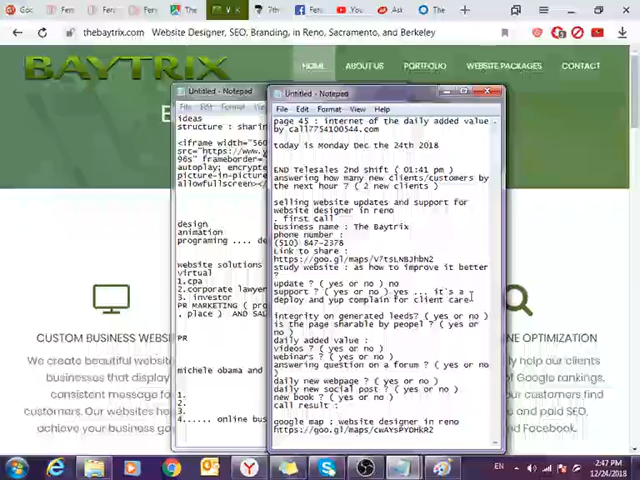 thebaytrix.com Website Designer, SEO, Branding, in Reno, Sacramento, and Berkeley
BAYTRIX
HOME ABOUT US PORTFOLIO WEBSITE PACKAGES CONTACT
Untitled - Notepad
File Edit Format
ideas
structure : sharin
<iframe width="560
src="https://www.y
96s" frameborder=
autoplay; encrypte
picture-in-picture
allowfullscreen></
design
animation
programing .... de
website solutions
virtual
1.cpa
2.corporate lawyer
3. investor
PR MARKETING ( pro
, place ) AND SAL
PR
michele obama and
1.
2.
3.
4...... online bus
Untitled - Notepad
File Edit Format View Help
page 45 : internet of the daily added value
by call7754100544.com
today is Monday Dec the 24th 2018
END Telesales 2nd shift ( 01:41 pm )
answering how many new clients/customers by
the next hour ? ( 2 new clients )
selling website updates and support for
website designer in reno
. first call
business name : The Baytrix
phone number :
(510) 847-2378
Link to share :
https://goo.gl/maps/V7tsLNBJhbN2
study website : as how to improve it better
?
update ? ( yes or no )
support ? ( yes or no ) yes ... it's a
deploy and yup complain for client care
integrity on generated leeds? ( yes or no )
is the page sharable by peopel ? ( yes or
no )
daily added value :
videos ? ( yes or no )
webinars ? ( yes or no )
answering question on a forum ? ( yes or no
)
daily new webpage ? ( yes or no )
daily new social post ? ( yes or no )
new book ? ( yes or no )
call result :
google map : website designer in reno
https://goo.gl/maps/cwAYsPYDHkR2
CUSTOM BUSINESS WEB
We create beautiful website
businesses that display
consistent message
customers. Our websites ho
achieve your business goal
OPTIMIZATION
help our clients
of Google rankings,
customers find
and Facebook.
EN
2:47 PM
12/24/2018